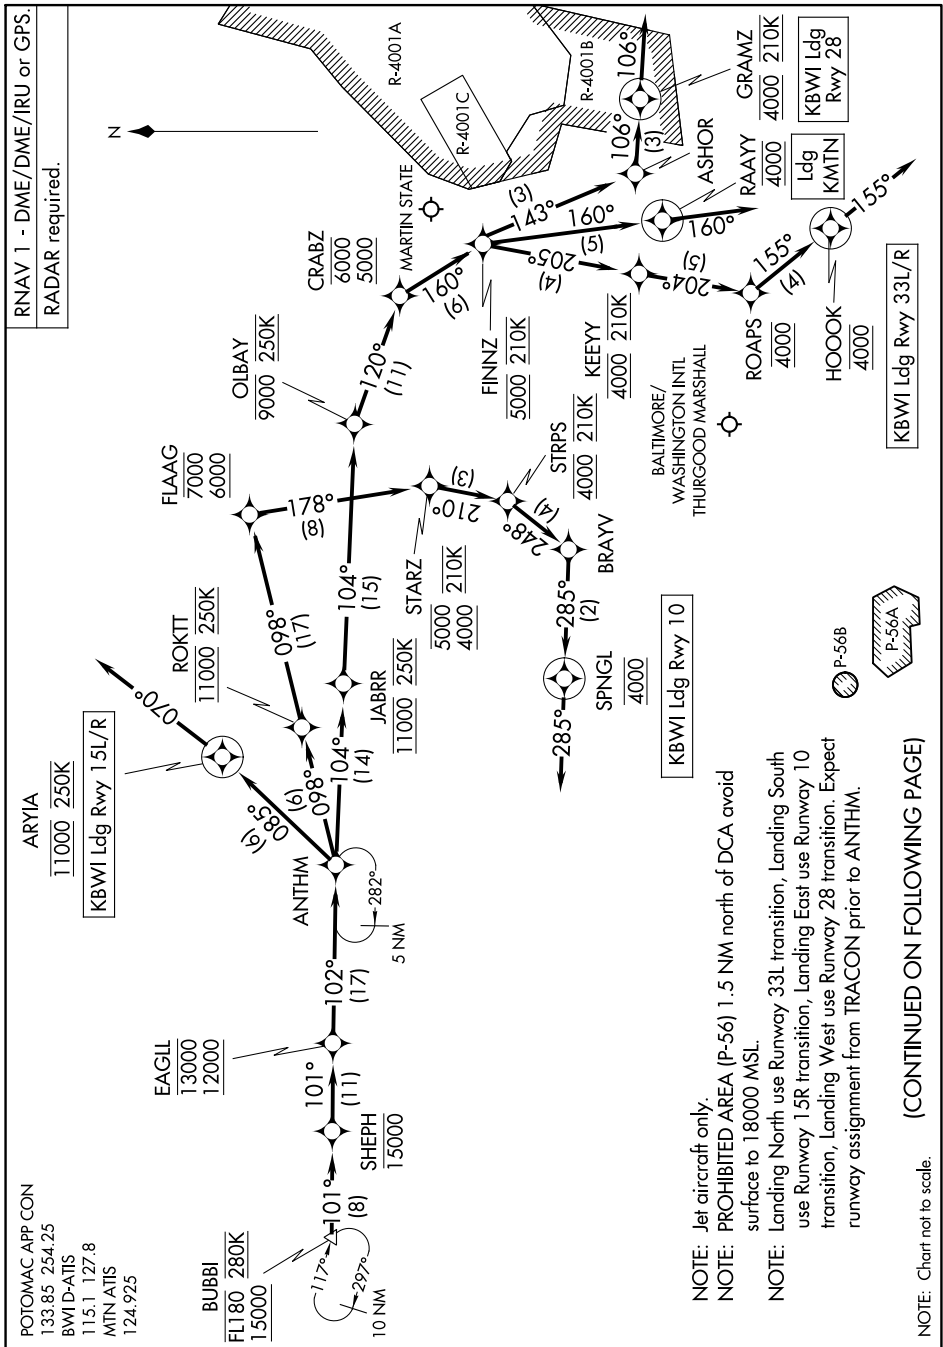 RNAV 1 - DME/DME/IRU or GPS.
RADAR required.
POTOMAC APP CON
133.85 254.25
BWI D-ATIS
115.1 127.8
MTN ATIS
124.925
N
BUBBI
FL180 280K
15000
117°
297°
10 NM
101°
(8)
SHEPH
15000
101°
(11)
EAGLL
13000
12000
102°
(17)
ANTHM
282°
5 NM
ARYIA
11000 250K
KBWI Ldg Rwy 15L/R
085°
(6)
070°
098°
(6)
ROKTT
11000 250K
098°
(17)
FLAAG
7000
6000
178°
(8)
104°
(14)
JABRR
11000 250K
104°
(15)
OLBAY
9000 250K
120°
(11)
CRABZ
6000
5000
MARTIN STATE
160°
(6)
FINNZ
5000 210K
143°
(3)
160°
(5)
205°
(4)
ASHOR
106°
(3)
106°
GRAMZ
4000 210K
KBWI Ldg
Rwy 28
RAAYY
4000
Ldg
KMTN
160°
KEEYY
4000 210K
204°
(5)
ROAPS
4000
155°
(4)
HOOOK
4000
155°
KBWI Ldg Rwy 33L/R
STARZ
5000 210K
4000
210°
(3)
STRPS
4000 210K
248°
(4)
BRAYV
285°
(2)
SPNGL
4000
285°
KBWI Ldg Rwy 10
BALTIMORE/
WASHINGTON INTL
THURGOOD MARSHALL
R-4001A
R-4001B
R-4001C
P-56B
P-56A
NOTE: Jet aircraft only.
NOTE: PROHIBITED AREA (P-56) 1.5 NM north of DCA avoid
surface to 18000 MSL.
NOTE: Landing North use Runway 33L transition, Landing South
use Runway 15R transition, Landing East use Runway 10
transition, Landing West use Runway 28 transition. Expect
runway assignment from TRACON prior to ANTHM.
(CONTINUED ON FOLLOWING PAGE)
NOTE: Chart not to scale.